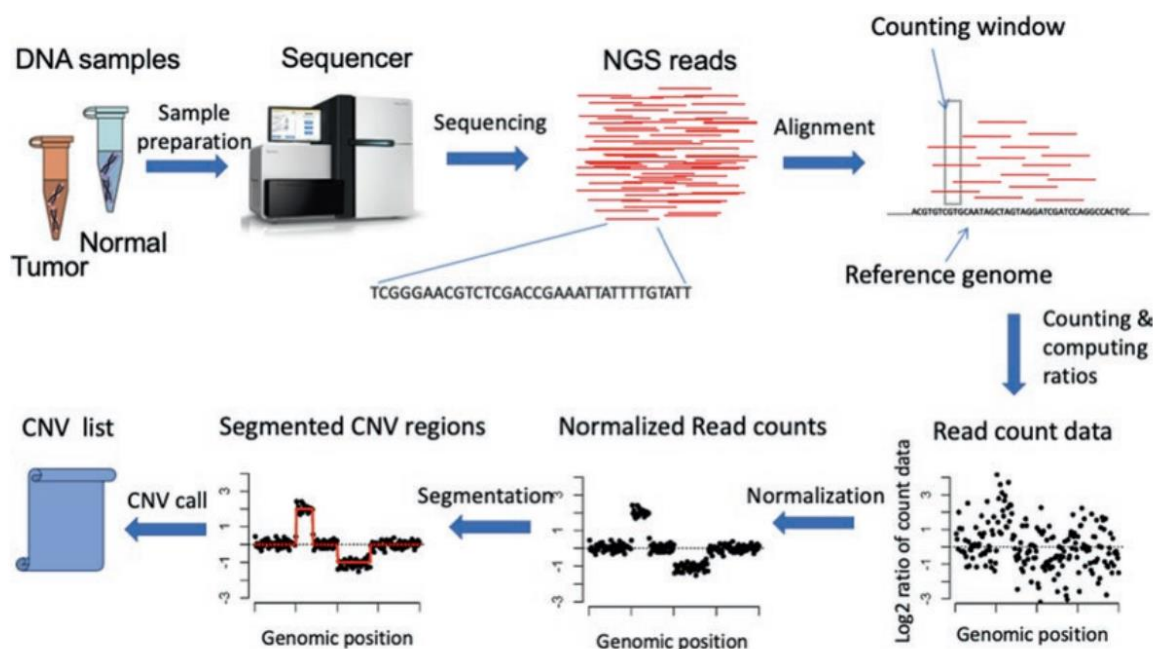 DNA samples
Tumor
Normal
Sample
preparation
Sequencer
Sequencing
NGS reads
TCGGGAACGTCTCGACCGAAATTATTTTGTATT
Alignment
Counting window
ACGTGTCGTGCAATAGCTAGTAGGATCGATCCAGGCCACTGC
Reference genome
Counting &
computing
ratios
Read count data
Log2 ratio of count data
3
1
-1
-3
Genomic position
Normalization
Normalized Read counts
3
1
-1
-3
Genomic position
Segmentation
Segmented CNV regions
3
1
-1
-3
Genomic position
CNV call
CNV list